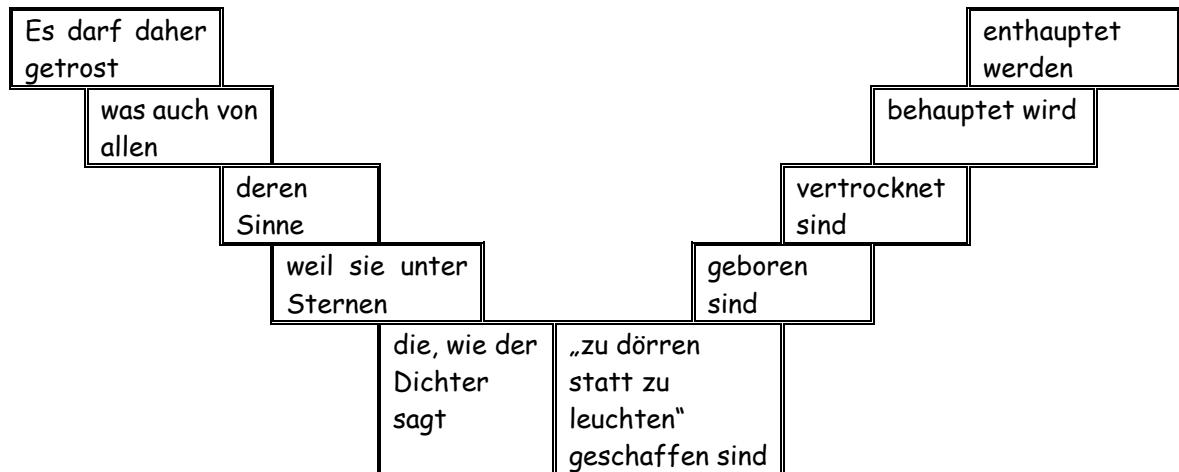 Es darf daher
getrost
was auch von
allen
deren
Sinne
weil sie unter
Sternen
die, wie der
Dichter
sagt
„zu dörren
statt zu
leuchten“
geschaffen sind
geboren
sind
vertrocknet
sind
behauptet wird
enthauptet
werden